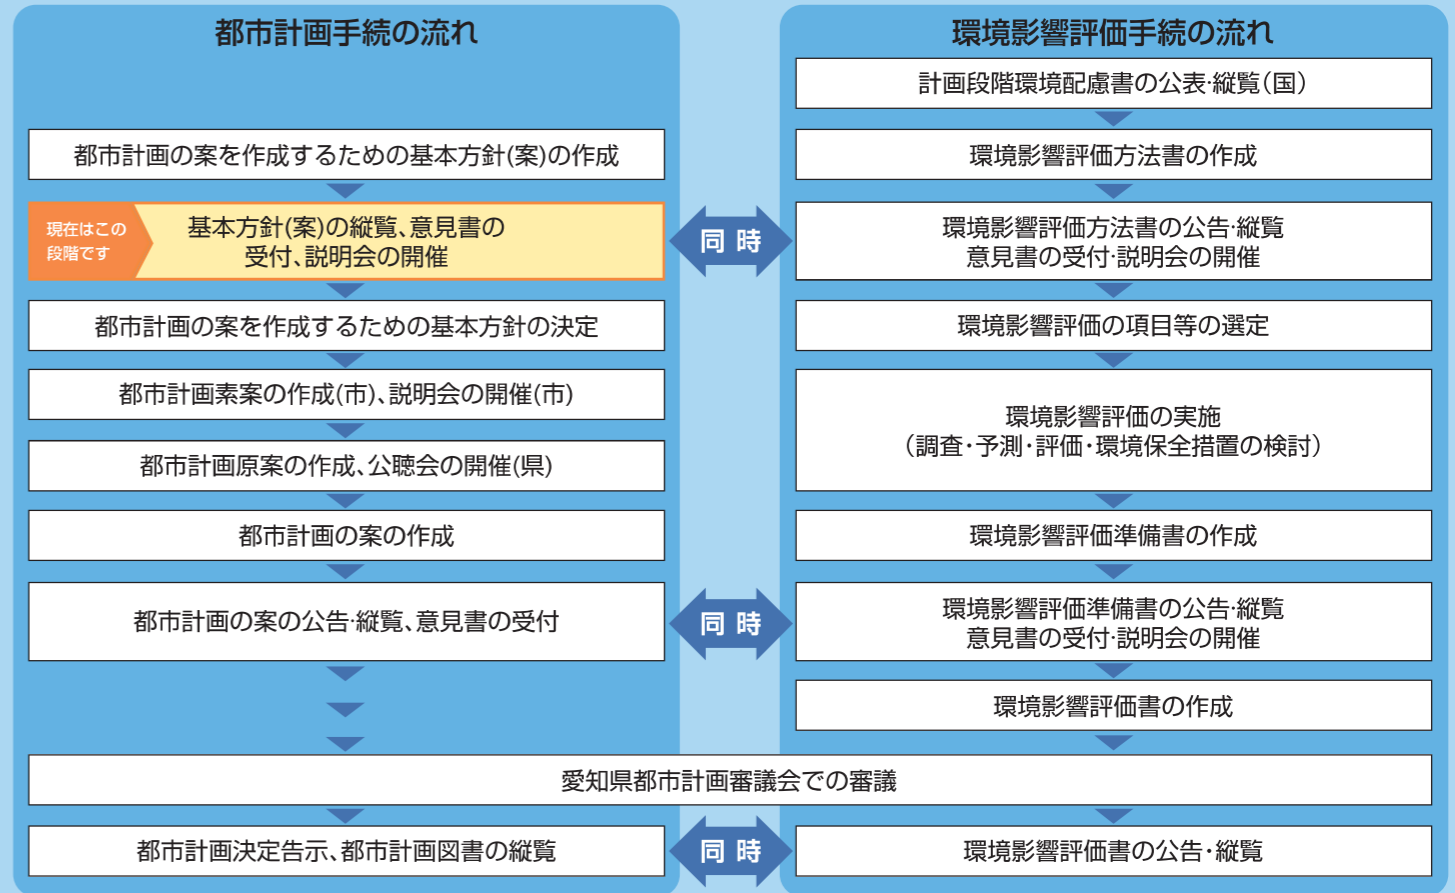 都市計画手続の流れ
都市計画の案を作成するための基本方針(案)の作成
現在はこの
段階です
基本方針(案)の縦覧、意見書の
受付、説明会の開催
都市計画の案を作成するための基本方針の決定
都市計画素案の作成(市)、説明会の開催(市)
都市計画原案の作成、公聴会の開催(県)
都市計画の案の作成
都市計画の案の公告·縦覧、意見書の受付
同時
同時
環境影響評価手続の流れ
計画段階環境配慮書の公表·縦覧(国)
環境影響評価方法書の作成
環境影響評価方法書の公告·縦覧
意見書の受付·説明会の開催
環境影響評価の項目等の選定
環境影響評価の実施
(調査･予測･評価･環境保全措置の検討)
環境影響評価準備書の作成
環境影響評価準備書の公告·縦覧
意見書の受付·説明会の開催
環境影響評価書の作成
愛知県都市計画審議会での審議
都市計画決定告示、都市計画図書の縦覧
同時
環境影響評価書の公告･縦覧